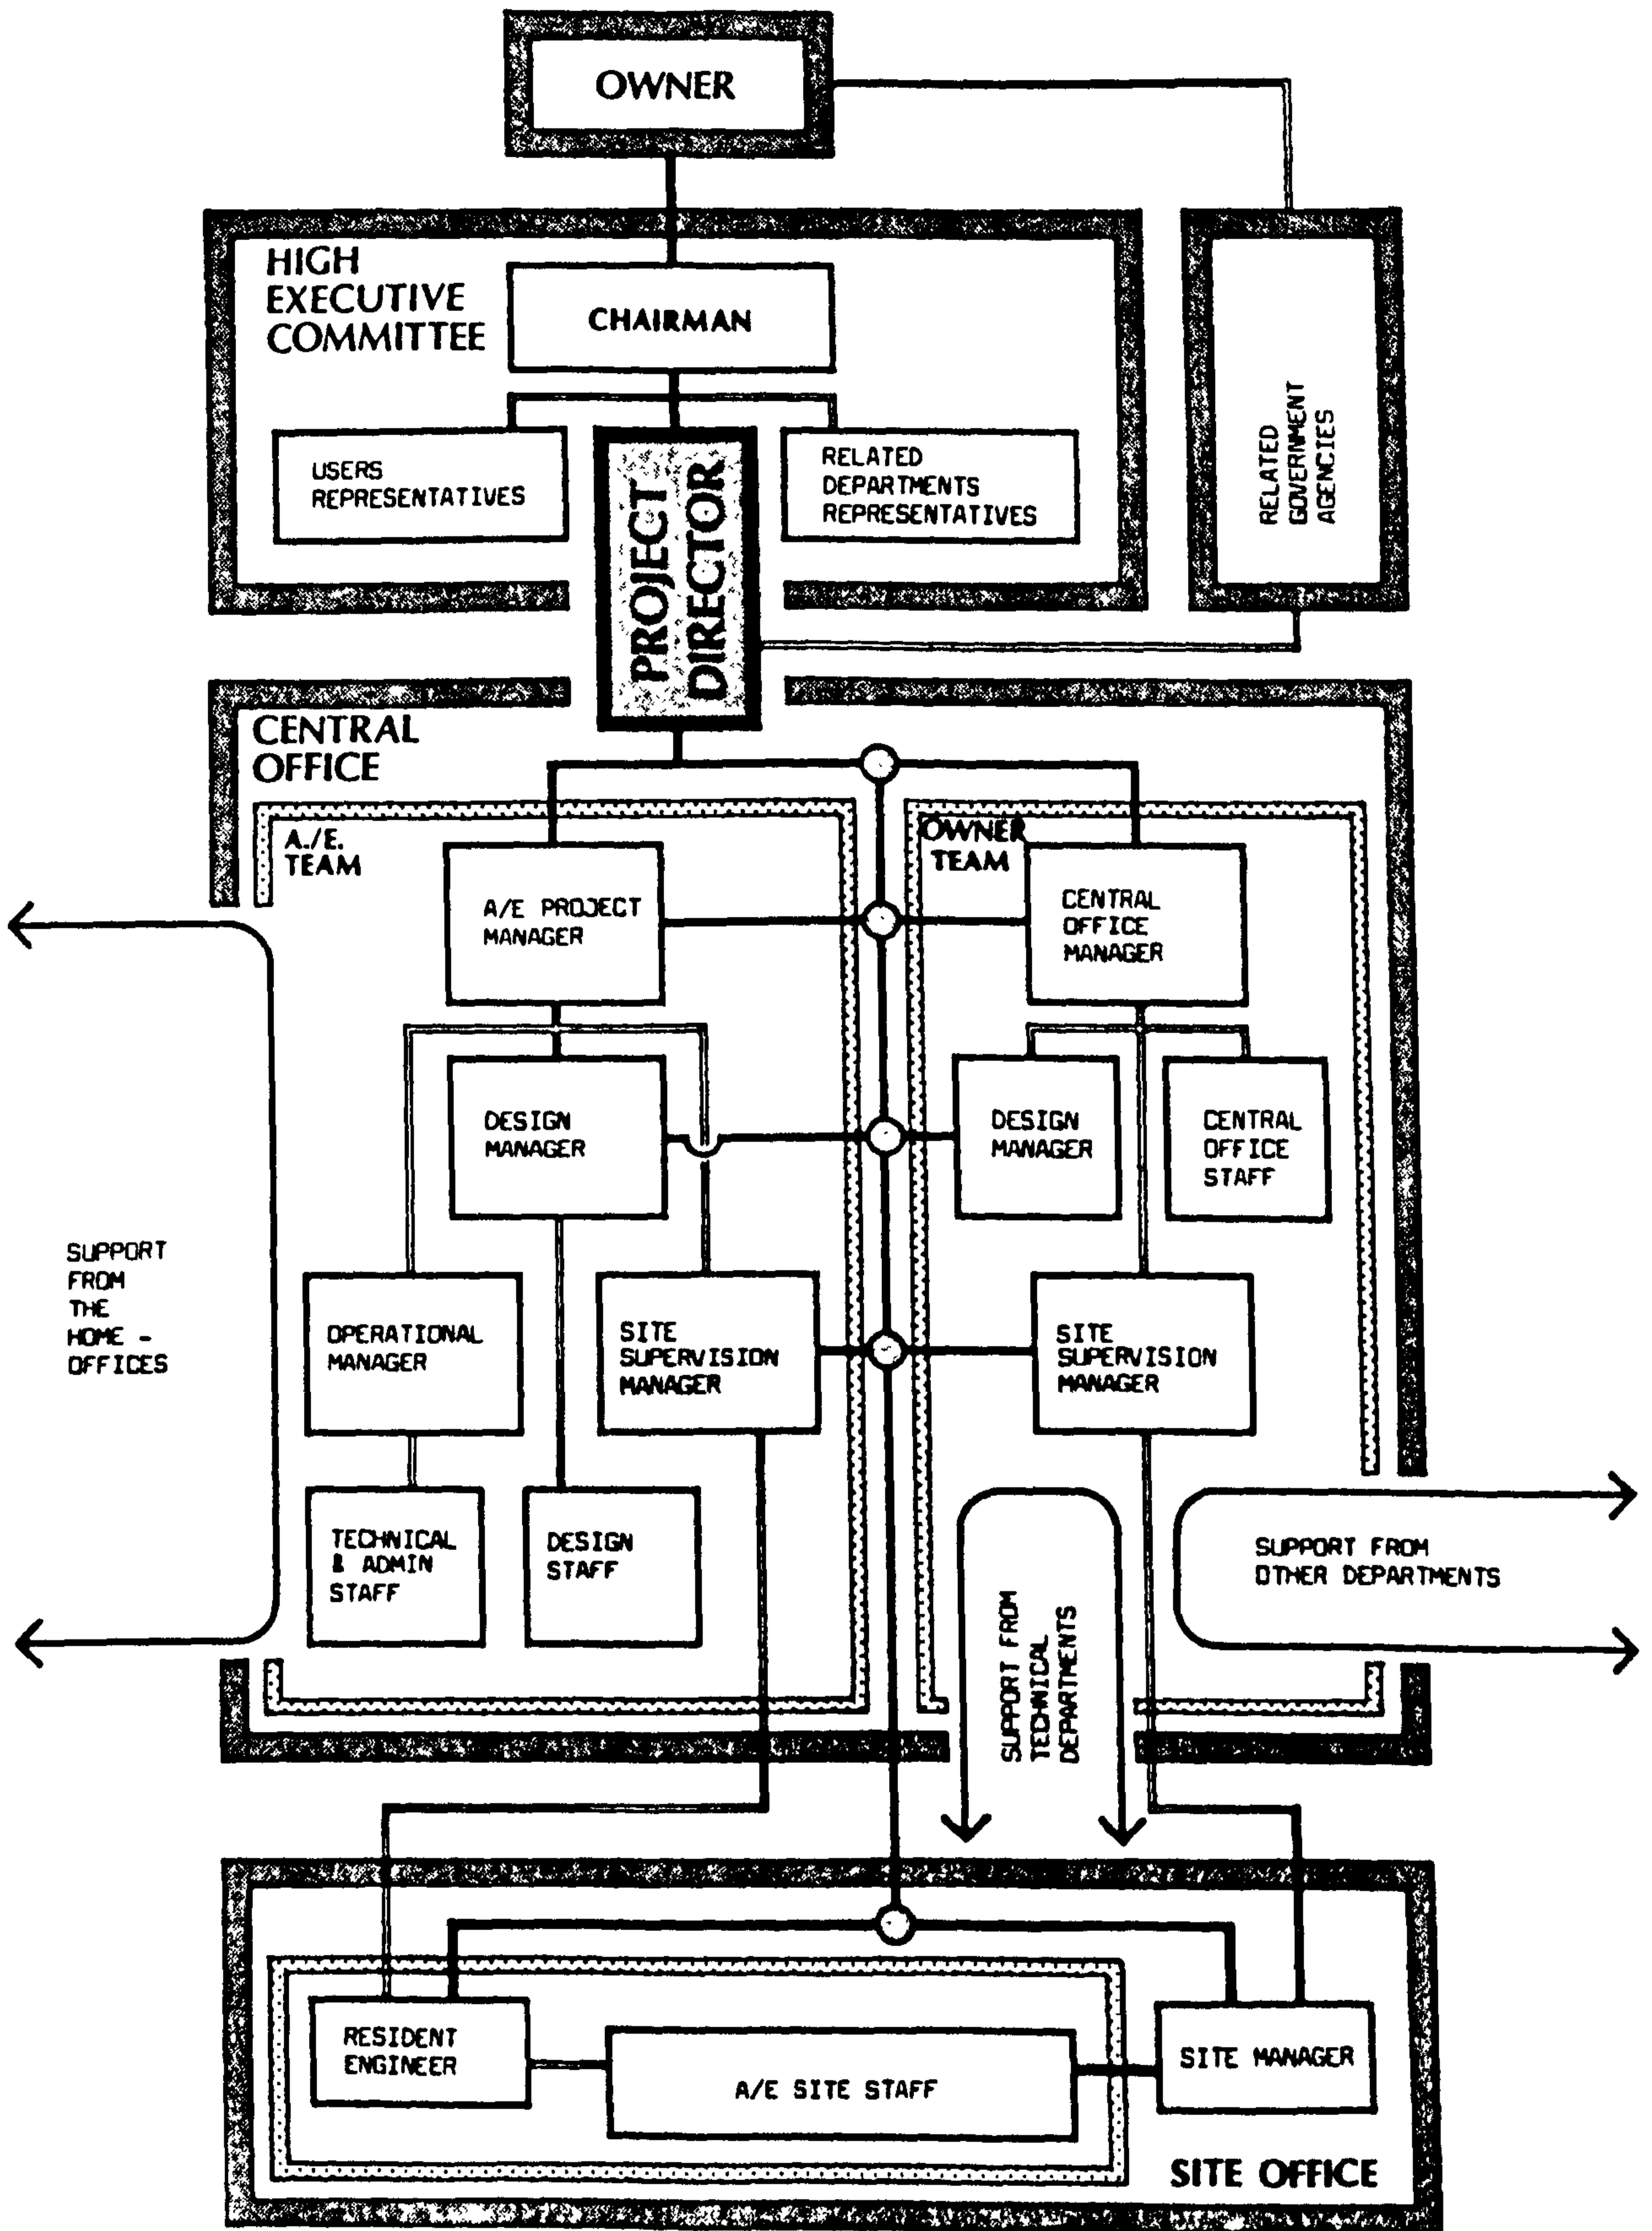 OWNER
HIGH
EXECUTIVE
COMMITTEE
CHAIRMAN
USERS
REPRESENTATIVES
PROJECT
DIRECTOR
RELATED
DEPARTMENTS
REPRESENTATIVES
RELATED
GOVERNMENT
AGENCIES
CENTRAL
OFFICE
A./E.
TEAM
OWNER
TEAM
A/E PROJECT
MANAGER
CENTRAL
OFFICE
MANAGER
DESIGN
MANAGER
DESIGN
MANAGER
CENTRAL
OFFICE
STAFF
SUPPORT
FROM
THE
HOME -
OFFICES
OPERATIONAL
MANAGER
SITE
SUPERVISION
MANAGER
SITE
SUPERVISION
MANAGER
TECHNICAL
& ADMIN
STAFF
DESIGN
STAFF
SUPPORT FROM
TECHNICAL
DEPARTMENTS
SUPPORT FROM
OTHER DEPARTMENTS
RESIDENT
ENGINEER
A/E SITE STAFF
SITE MANAGER
SITE OFFICE